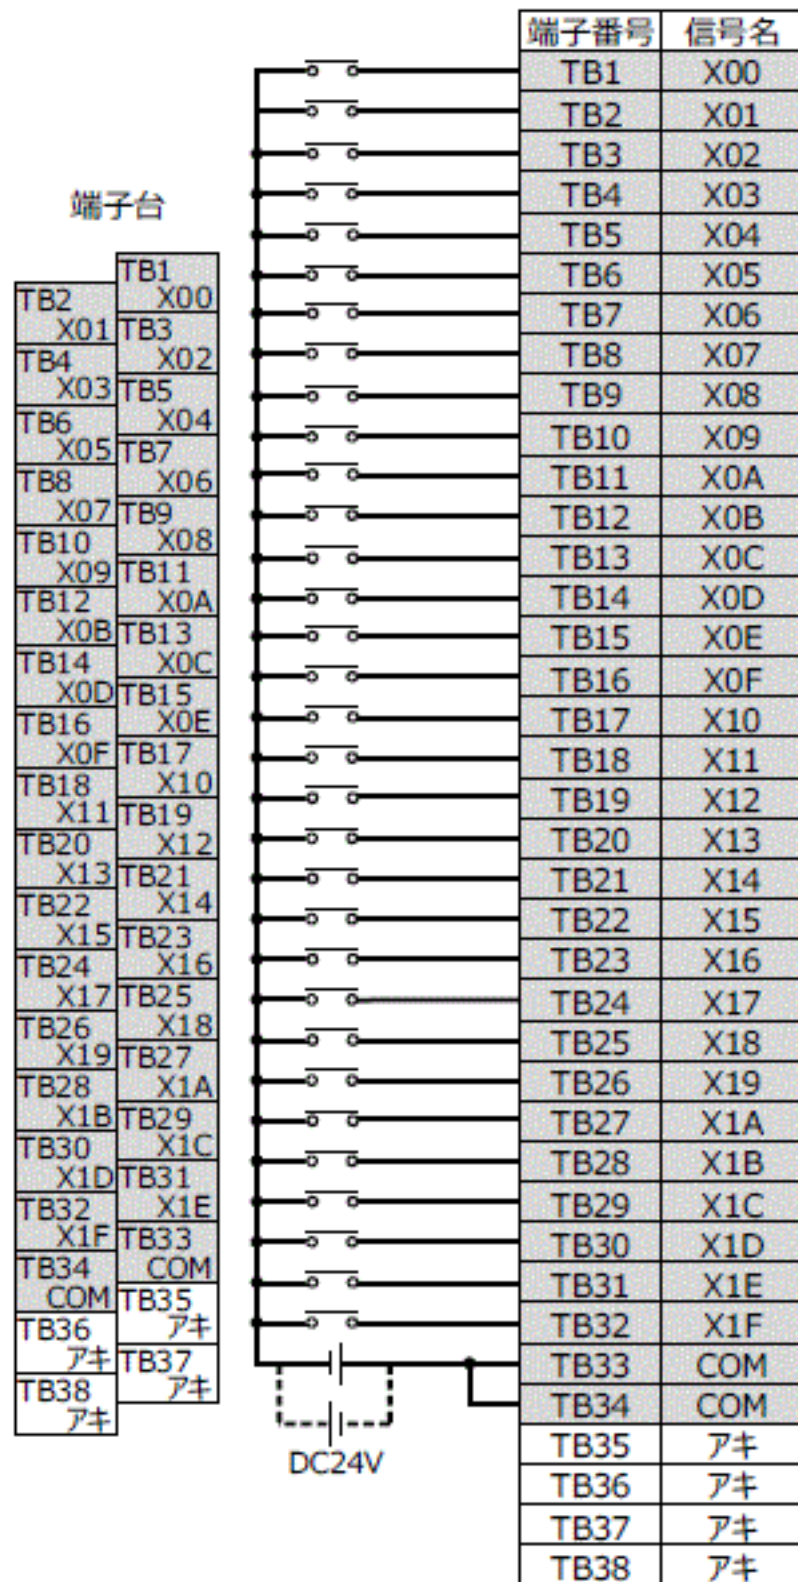 端子番号 信号名
TB1 X00
TB2 X01
TB3 X02
TB4 X03
TB5 X04
TB6 X05
TB7 X06
TB8 X07
TB9 X08
TB10 X09
TB11 X0A
TB12 X0B
TB13 X0C
TB14 X0D
TB15 X0E
TB16 X0F
TB17 X10
TB18 X11
TB19 X12
TB20 X13
TB21 X14
TB22 X15
TB23 X16
TB24 X17
TB25 X18
TB26 X19
TB27 X1A
TB28 X1B
TB29 X1C
TB30 X1D
TB31 X1E
TB32 X1F
TB33 COM
TB34 COM
TB35 アキ
TB36 アキ
TB37 アキ
TB38 アキ
端子台
TB1
X00
TB2
X01
TB3
X02
TB4
X03
TB5
X04
TB6
X05
TB7
X06
TB8
X07
TB9
X08
TB10
X09
TB11
X0A
TB12
X0B
TB13
X0C
TB14
X0D
TB15
X0E
TB16
X0F
TB17
X10
TB18
X11
TB19
X12
TB20
X13
TB21
X14
TB22
X15
TB23
X16
TB24
X17
TB25
X18
TB26
X19
TB27
X1A
TB28
X1B
TB29
X1C
TB30
X1D
TB31
X1E
TB32
X1F
TB33
COM
TB34
COM
TB35
アキ
TB36
アキ
TB37
アキ
TB38
アキ
DC24V